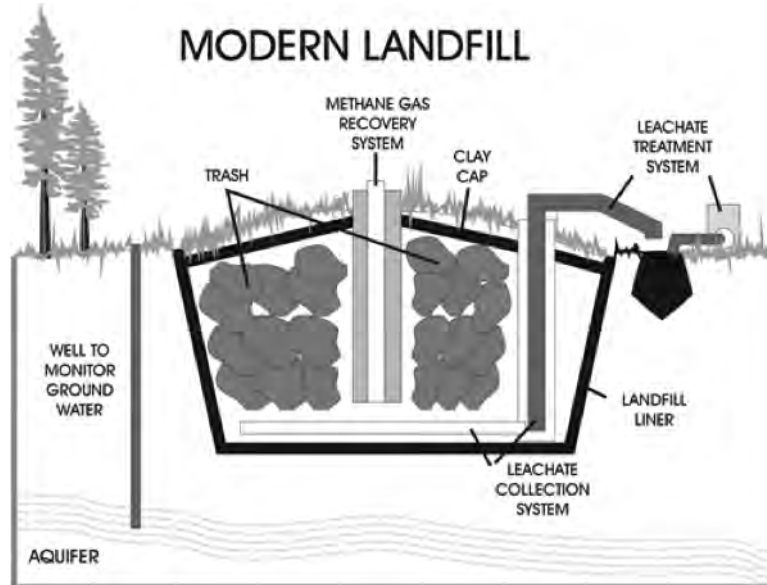 MODERN LANDFILL
METHANE GAS
RECOVERY
SYSTEM
LEACHATE
TREATMENT
SYSTEM
CLAY
CAP
TRASH
WELL TO
MONITOR
GROUND
WATER
LANDFILL
LINER
LEACHATE
COLLECTION
SYSTEM
AQUIFER